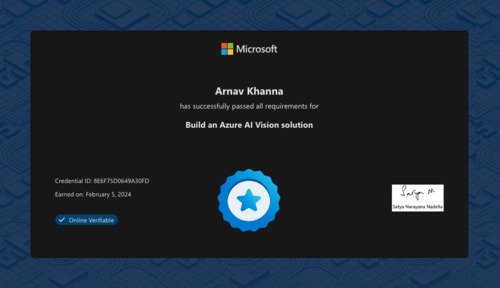 Microsoft
Arnav Khanna
has successfully passed all requirements for
Build an Azure AI Vision solution
Credential ID: 8E6F75D0649A30FD
Earned on: February 5, 2024
Online Verifiable
Satya N.
Satya Narayana Nadella